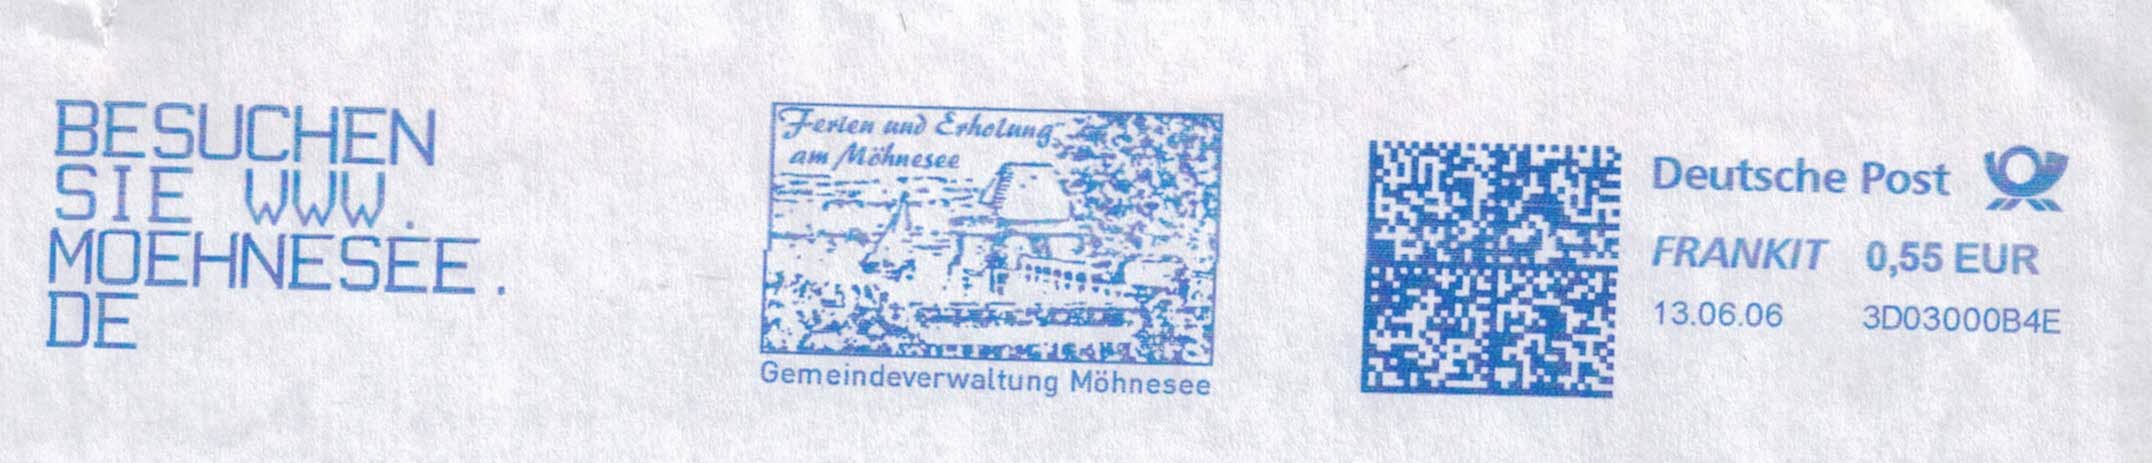 BESUCHEN
SIE WWW.
MOEHNESEE.
DE
Ferien und Erholung
am Möhnesee
Gemeindeverwaltung Möhnesee
Deutsche Post
FRANKIT 0,55 EUR
13.06.06 3D03000B4E